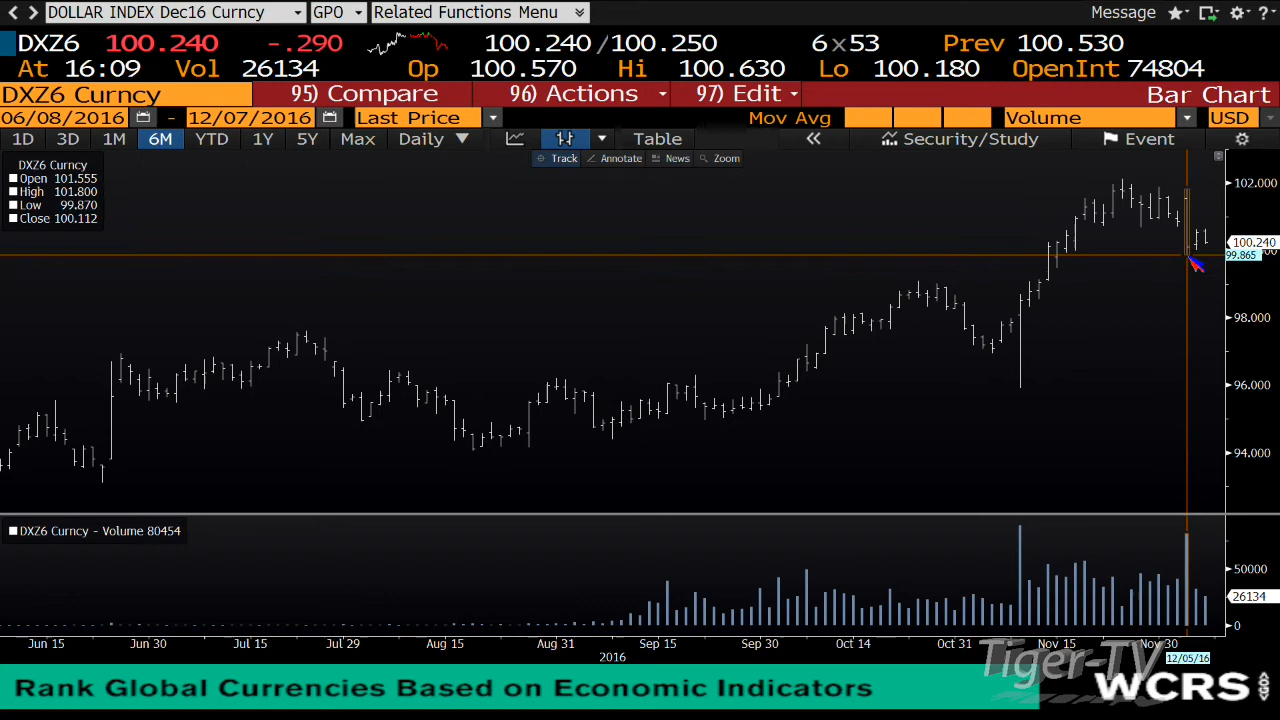 DOLLAR INDEX Dec16 Curncy GPO Related Functions Menu Message
DXZ6 100.240 -.290 100.240/100.250 6x53 Prev 100.530
At 16:09 Vol 26134 Op 100.570 Hi 100.630 Lo 100.180 OpenInt 74804
DXZ6 Curncy 95) Compare 96) Actions 97) Edit Bar Chart
06/08/2016 - 12/07/2016 Last Price Mov Avg Volume USD
1D 3D 1M 6M YTD 1Y 5Y Max Daily Table Security/Study Event
Track Annotate News Zoom
DXZ6 Curncy
Open 101.555
High 101.800
Low 99.870
Close 100.112
102.000
100.240
99.865
98.000
96.000
94.000
DXZ6 Curncy - Volume 80454
50000
26134
0
Jun 15 Jun 30 Jul 15 Jul 29 Aug 15 Aug 31 Sep 15 Sep 30 Oct 14 Oct 31 Nov 15 Nov 30
2016
12/05/16
Tiger-TV
Rank Global Currencies Based on Economic Indicators
WCRS